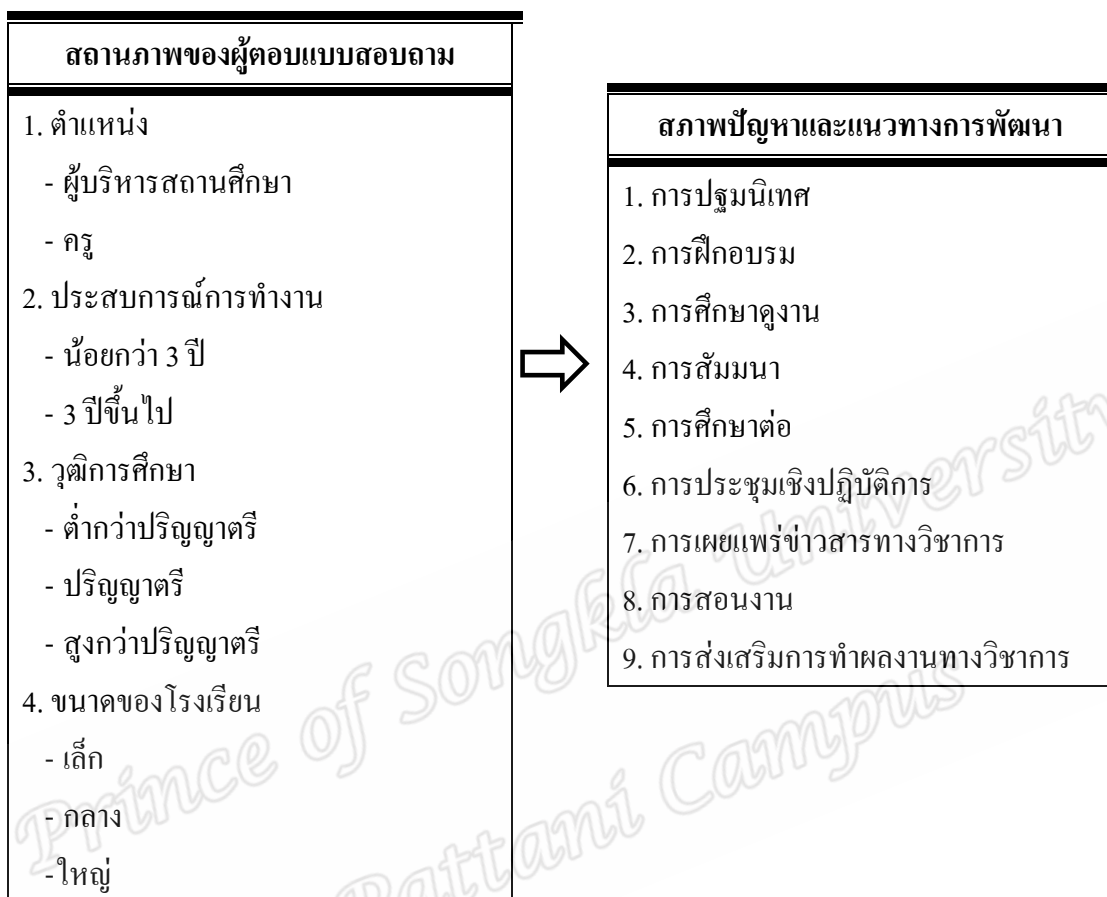 สถานภาพของผู้ตอบแบบสอบถาม
1. ตำแหน่ง
- ผู้บริหารสถานศึกษา
- ครู
2. ประสบการณ์การทำงาน
- น้อยกว่า 3 ปี
- 3 ปีขึ้นไป
3. วุฒิการศึกษา
- ต่ำกว่าปริญญาตรี
- ปริญญาตรี
- สูงกว่าปริญญาตรี
4. ขนาดของโรงเรียน
- เล็ก
- กลาง
-ใหญ่
สภาพปัญหาและแนวทางการพัฒนา
1. การปฐมนิเทศ
2. การฝึกอบรม
3. การศึกษาดูงาน
4. การสัมมนา
5. การศึกษาต่อ
6. การประชุมเชิงปฏิบัติการ
7. การเผยแพร่ข่าวสารทางวิชาการ
8. การสอนงาน
9. การส่งเสริมการทำผลงานทางวิชาการ
Prince of Songkla University
Pattani Campus